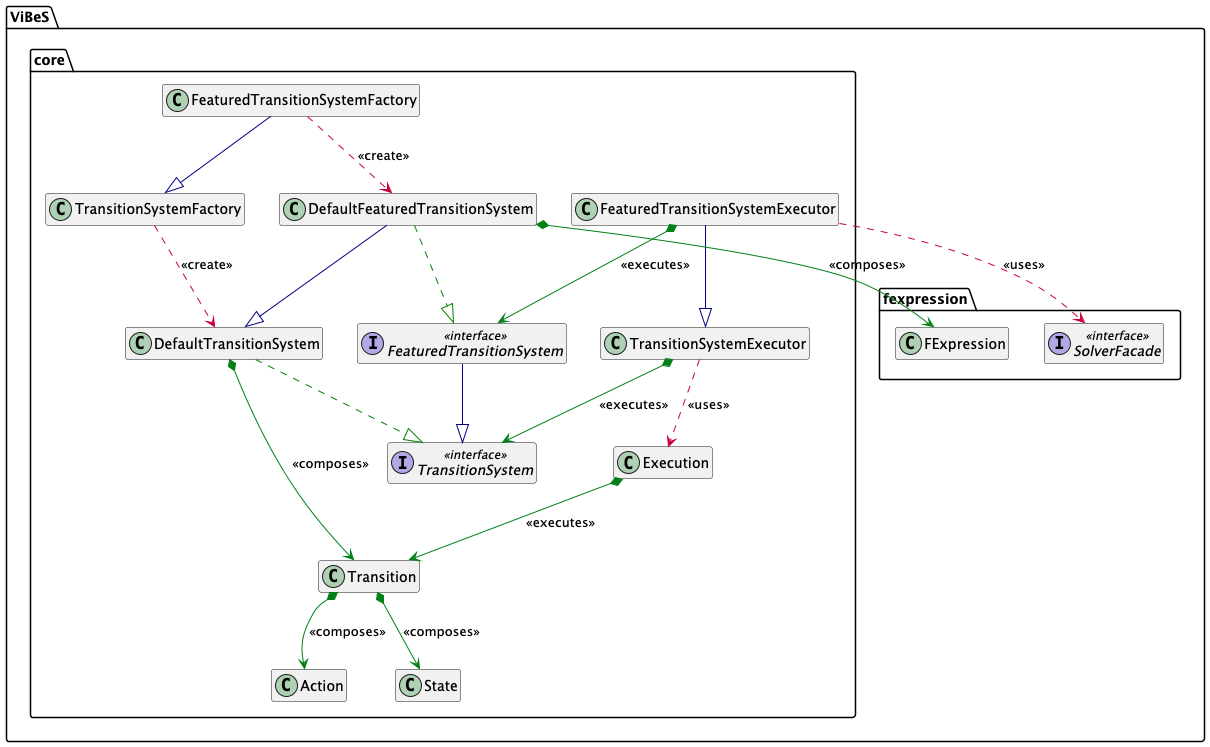 ViBeS
core
C FeaturedTransitionSystemFactory
«create»
C TransitionSystemFactory
C DefaultFeaturedTransitionSystem
C FeaturedTransitionSystemExecutor
«create»
«executes»
«composes»
«uses»
fexpression
C DefaultTransitionSystem
«interface»
I FeaturedTransitionSystem
C TransitionSystemExecutor
C FExpression
«interface»
I SolverFacade
«executes»
«uses»
«composes»
«interface»
I TransitionSystem
C Execution
«executes»
C Transition
«composes»
«composes»
C Action
C State